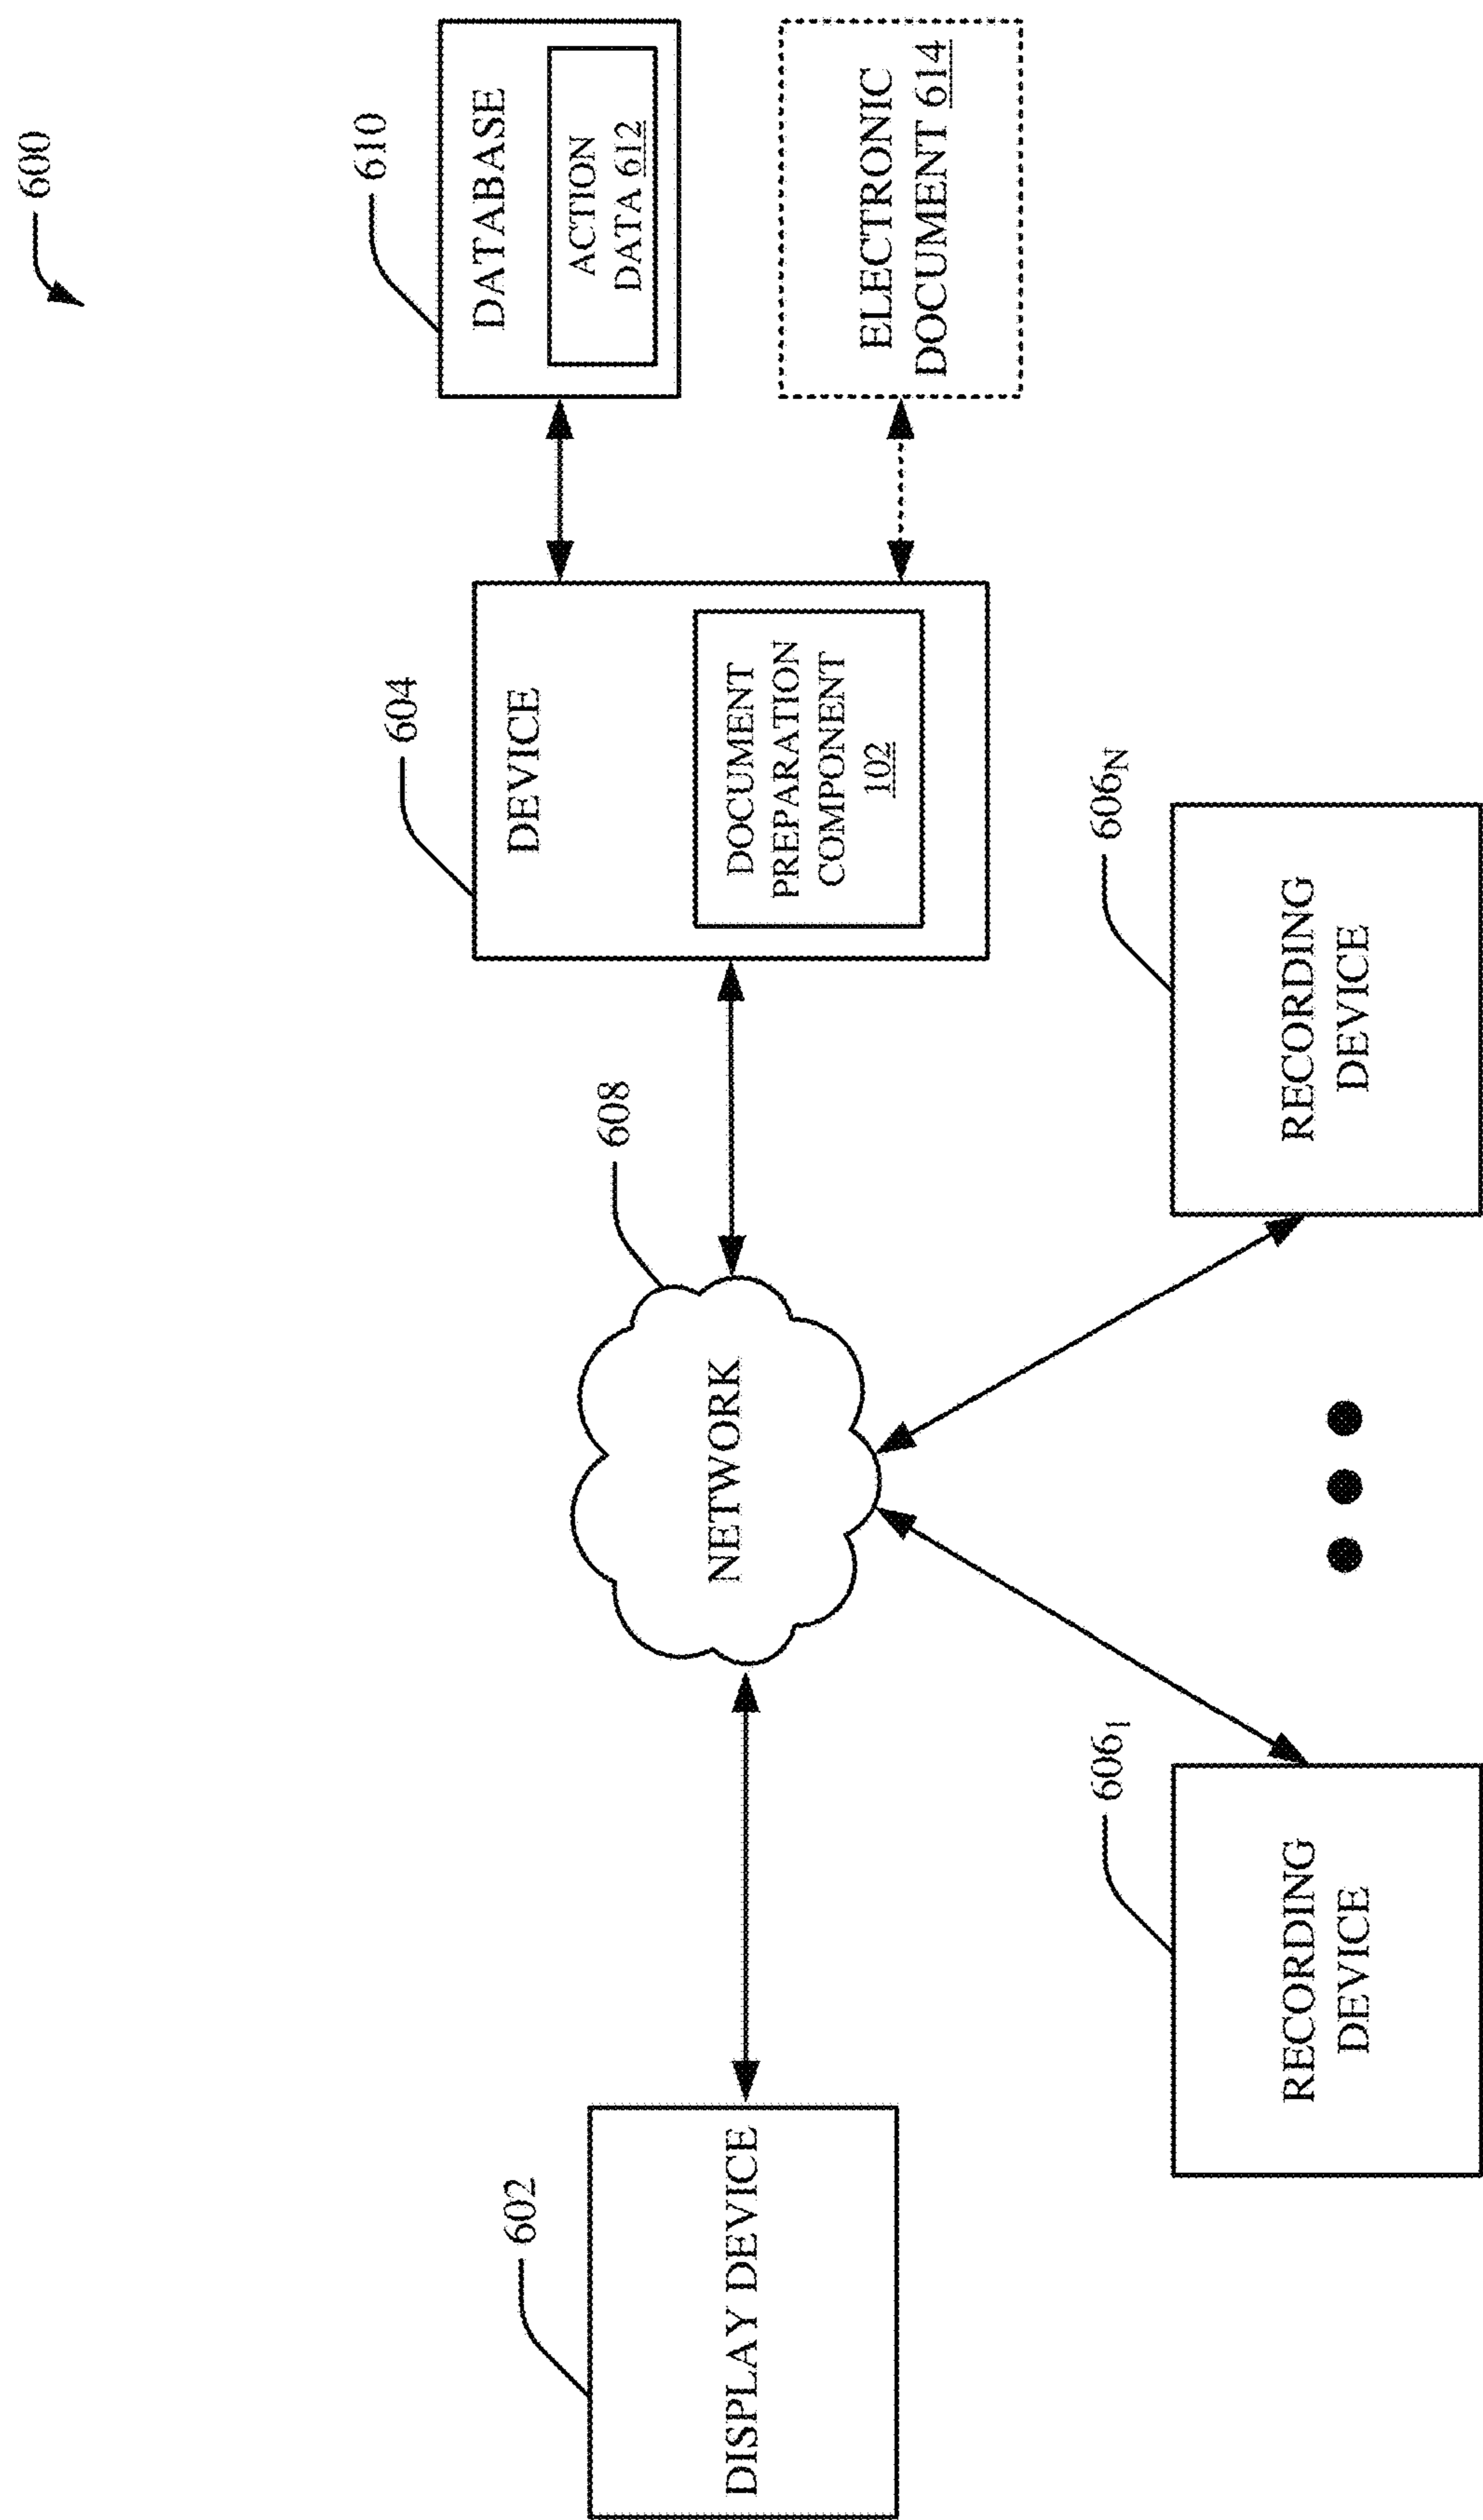 600
610
DATABASE
ACTION
DATA 612
ELECTRONIC
DOCUMENT 614
604
DEVICE
DOCUMENT
PREPARATION
COMPONENT
102
608
NETWORK
602
DISPLAY DEVICE
606₁
RECORDING
DEVICE
606N
RECORDING
DEVICE